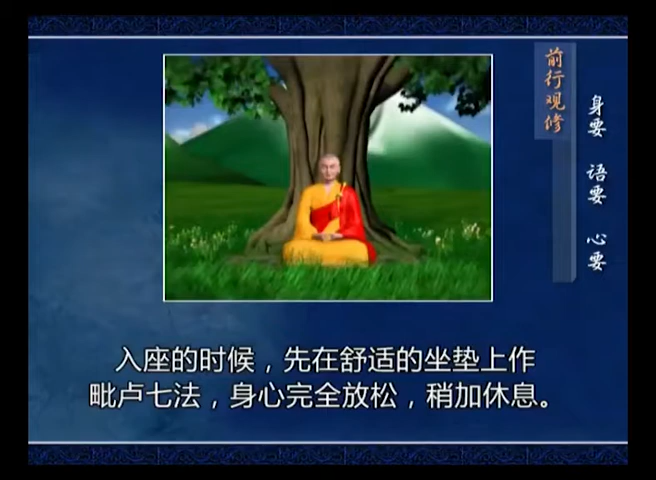 前行观修
身要 语要 心要
入座的时候，先在舒适的坐垫上作
毗卢七法，身心完全放松，稍加休息。